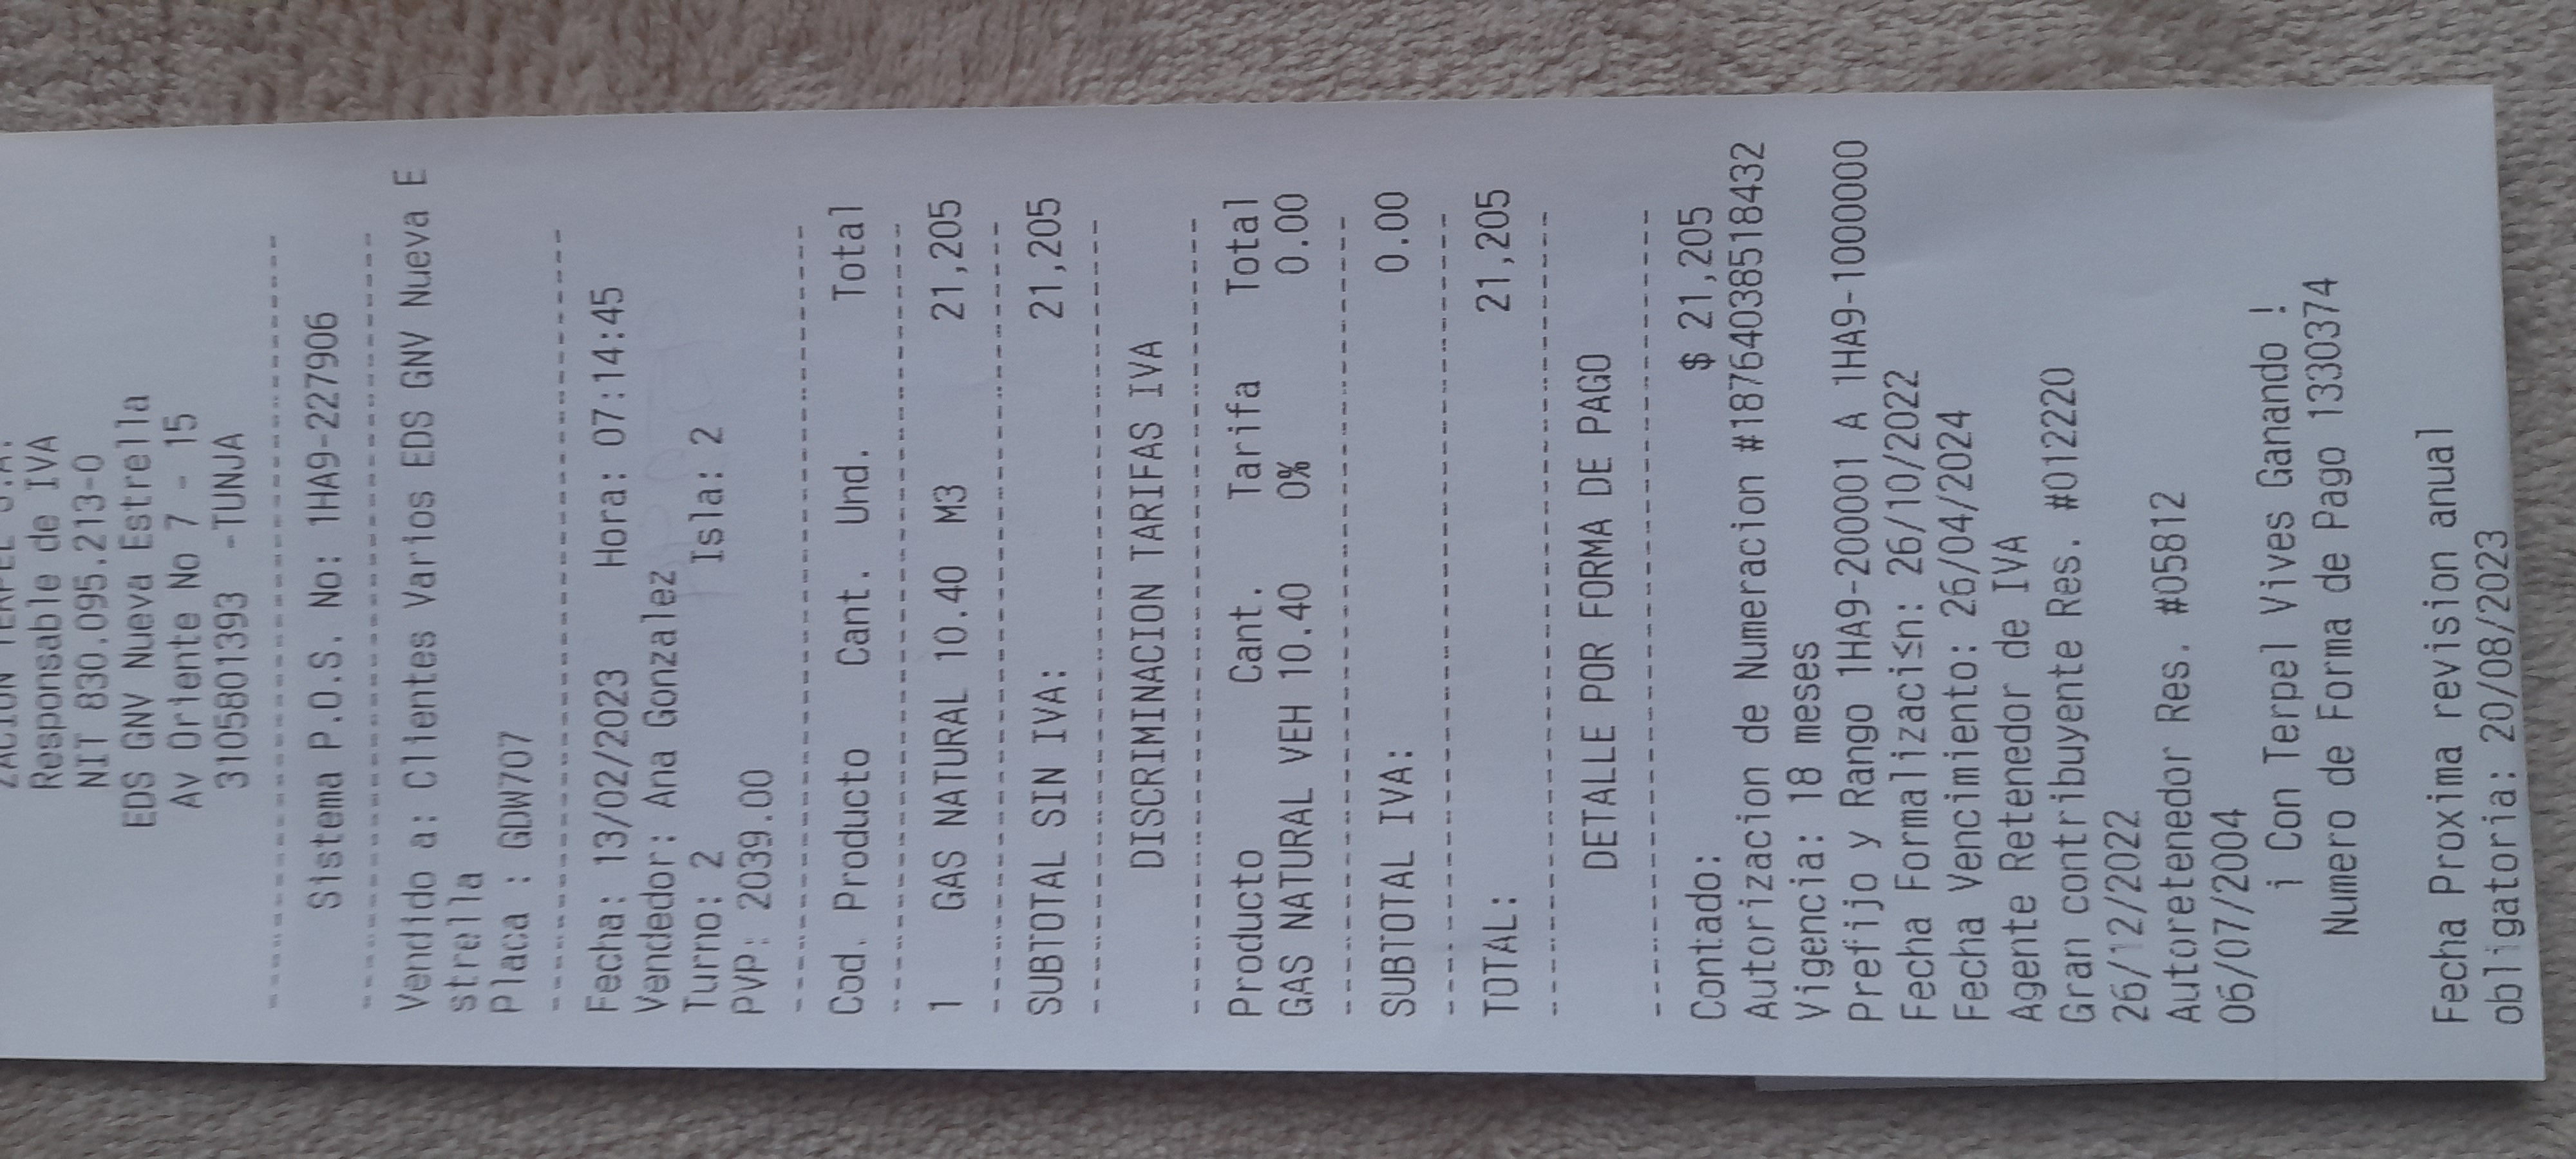 Responsable de IVA
NIT 830.095.213-0
EDS GNV Nueva Estrella
AV Oriente No 7 - 15
3105801393 -TUNJA
--------------------------------
Sistema P.O.S. No: 1HA9-227906
--------------------------------
Vendido a: Clientes Varios EDS GNV Nueva E
strella
Placa : GDW707
--------------------------------
Fecha: 13/02/2023 Hora: 07:14:45
Vendedor: Ana Gonzalez
Turno: 2 Isla: 2
PVP: 2039.00
--------------------------------
Cod. Producto Cant. Und. Total
--------------------------------
1 GAS NATURAL 10.40 M3 21,205
--------------------------------
SUBTOTAL SIN IVA: 21,205
--------------------------------
DISCRIMINACION TARIFAS IVA
--------------------------------
Producto Cant. Tarifa Total
GAS NATURAL VEH 10.40 0% 0.00
--------------------------------
SUBTOTAL IVA: 0.00
--------------------------------
TOTAL: 21,205
--------------------------------
DETALLE POR FORMA DE PAGO
--------------------------------
Contado: $ 21,205
Autorizacion de Numeracion #18764038518432
Vigencia: 18 meses
Prefijo y Rango 1HA9-200001 A 1HA9-1000000
Fecha Formalizaci≤n: 26/10/2022
Fecha Vencimiento: 26/04/2024
Agente Retenedor de IVA
Gran contribuyente Res. #012220
26/12/2022
Autoretenedor Res. #05812
06/07/2004
¡ Con Terpel Vives Ganando !
Numero de Forma de Pago 1330374
Fecha Proxima revision anual
obligatoria: 20/08/2023